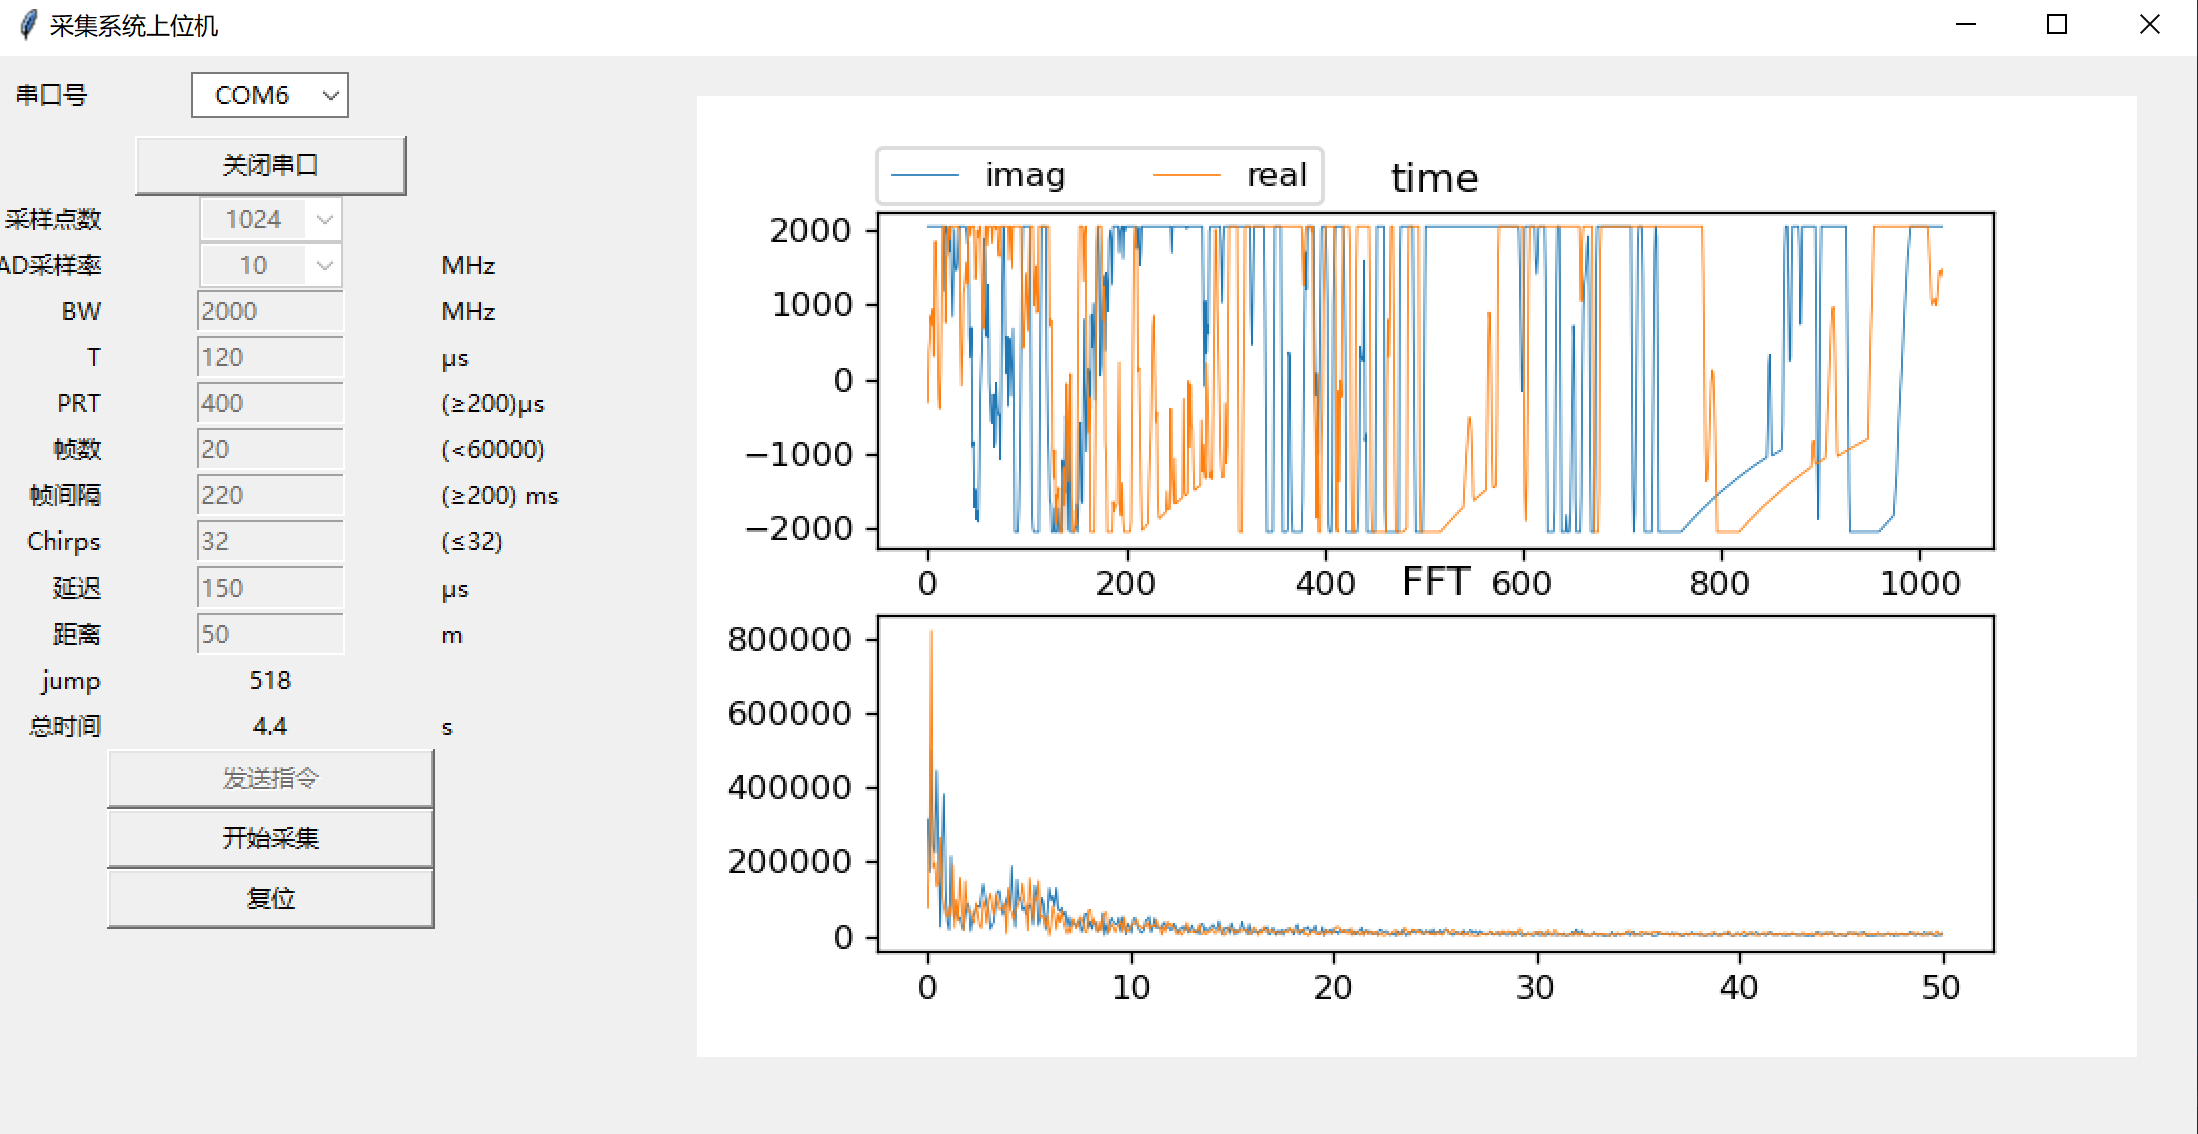 采集系统上位机
串口号 COM6
关闭串口
采样点数 1024
AD采样率 10 MHz
BW 2000 MHz
T 120 μs
PRT 400 (≥200)μs
帧数 20 (<60000)
帧间隔 220 (≥200) ms
Chirps 32 (≤32)
延迟 150 μs
距离 50 m
jump 518
总时间 4.4 s
发送指令
开始采集
复位
imag real time
2000
1000
0
−1000
−2000
0 200 400 600 800 1000
FFT
800000
600000
400000
200000
0
0 10 20 30 40 50